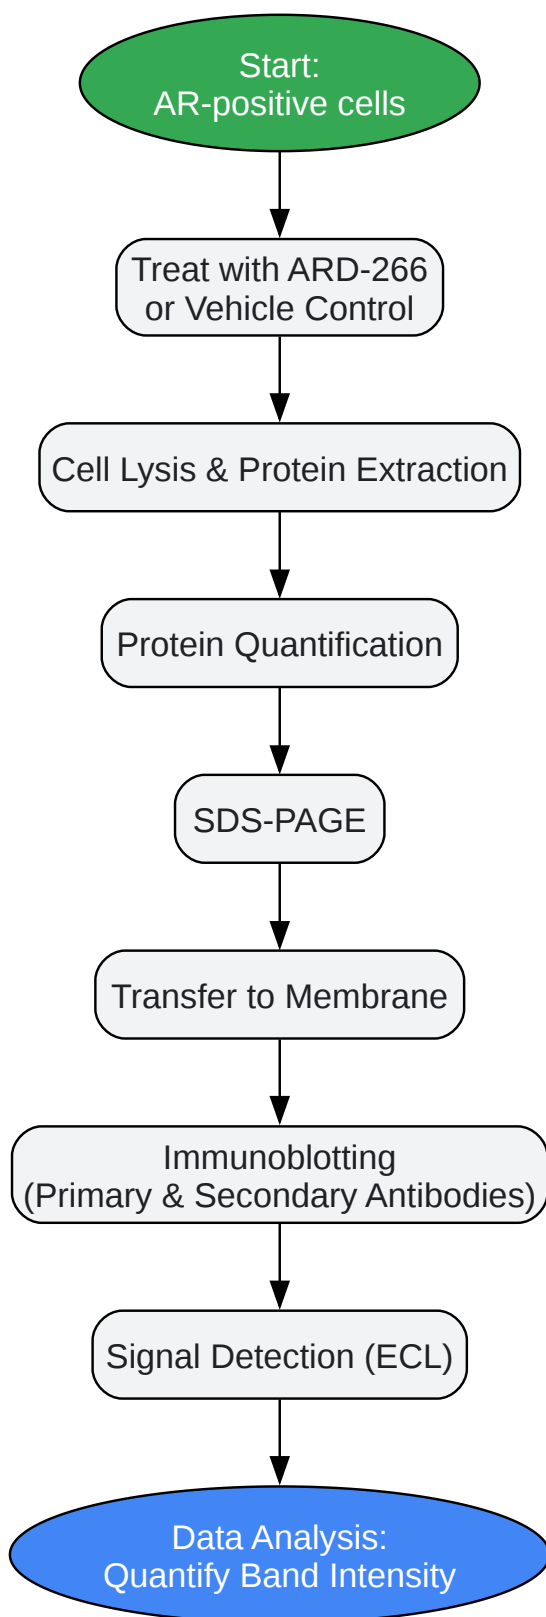 Start:
AR-positive cells
Treat with ARD-266
or Vehicle Control
Cell Lysis & Protein Extraction
Protein Quantification
SDS-PAGE
Transfer to Membrane
Immunoblotting
(Primary & Secondary Antibodies)
Signal Detection (ECL)
Data Analysis:
Quantify Band Intensity